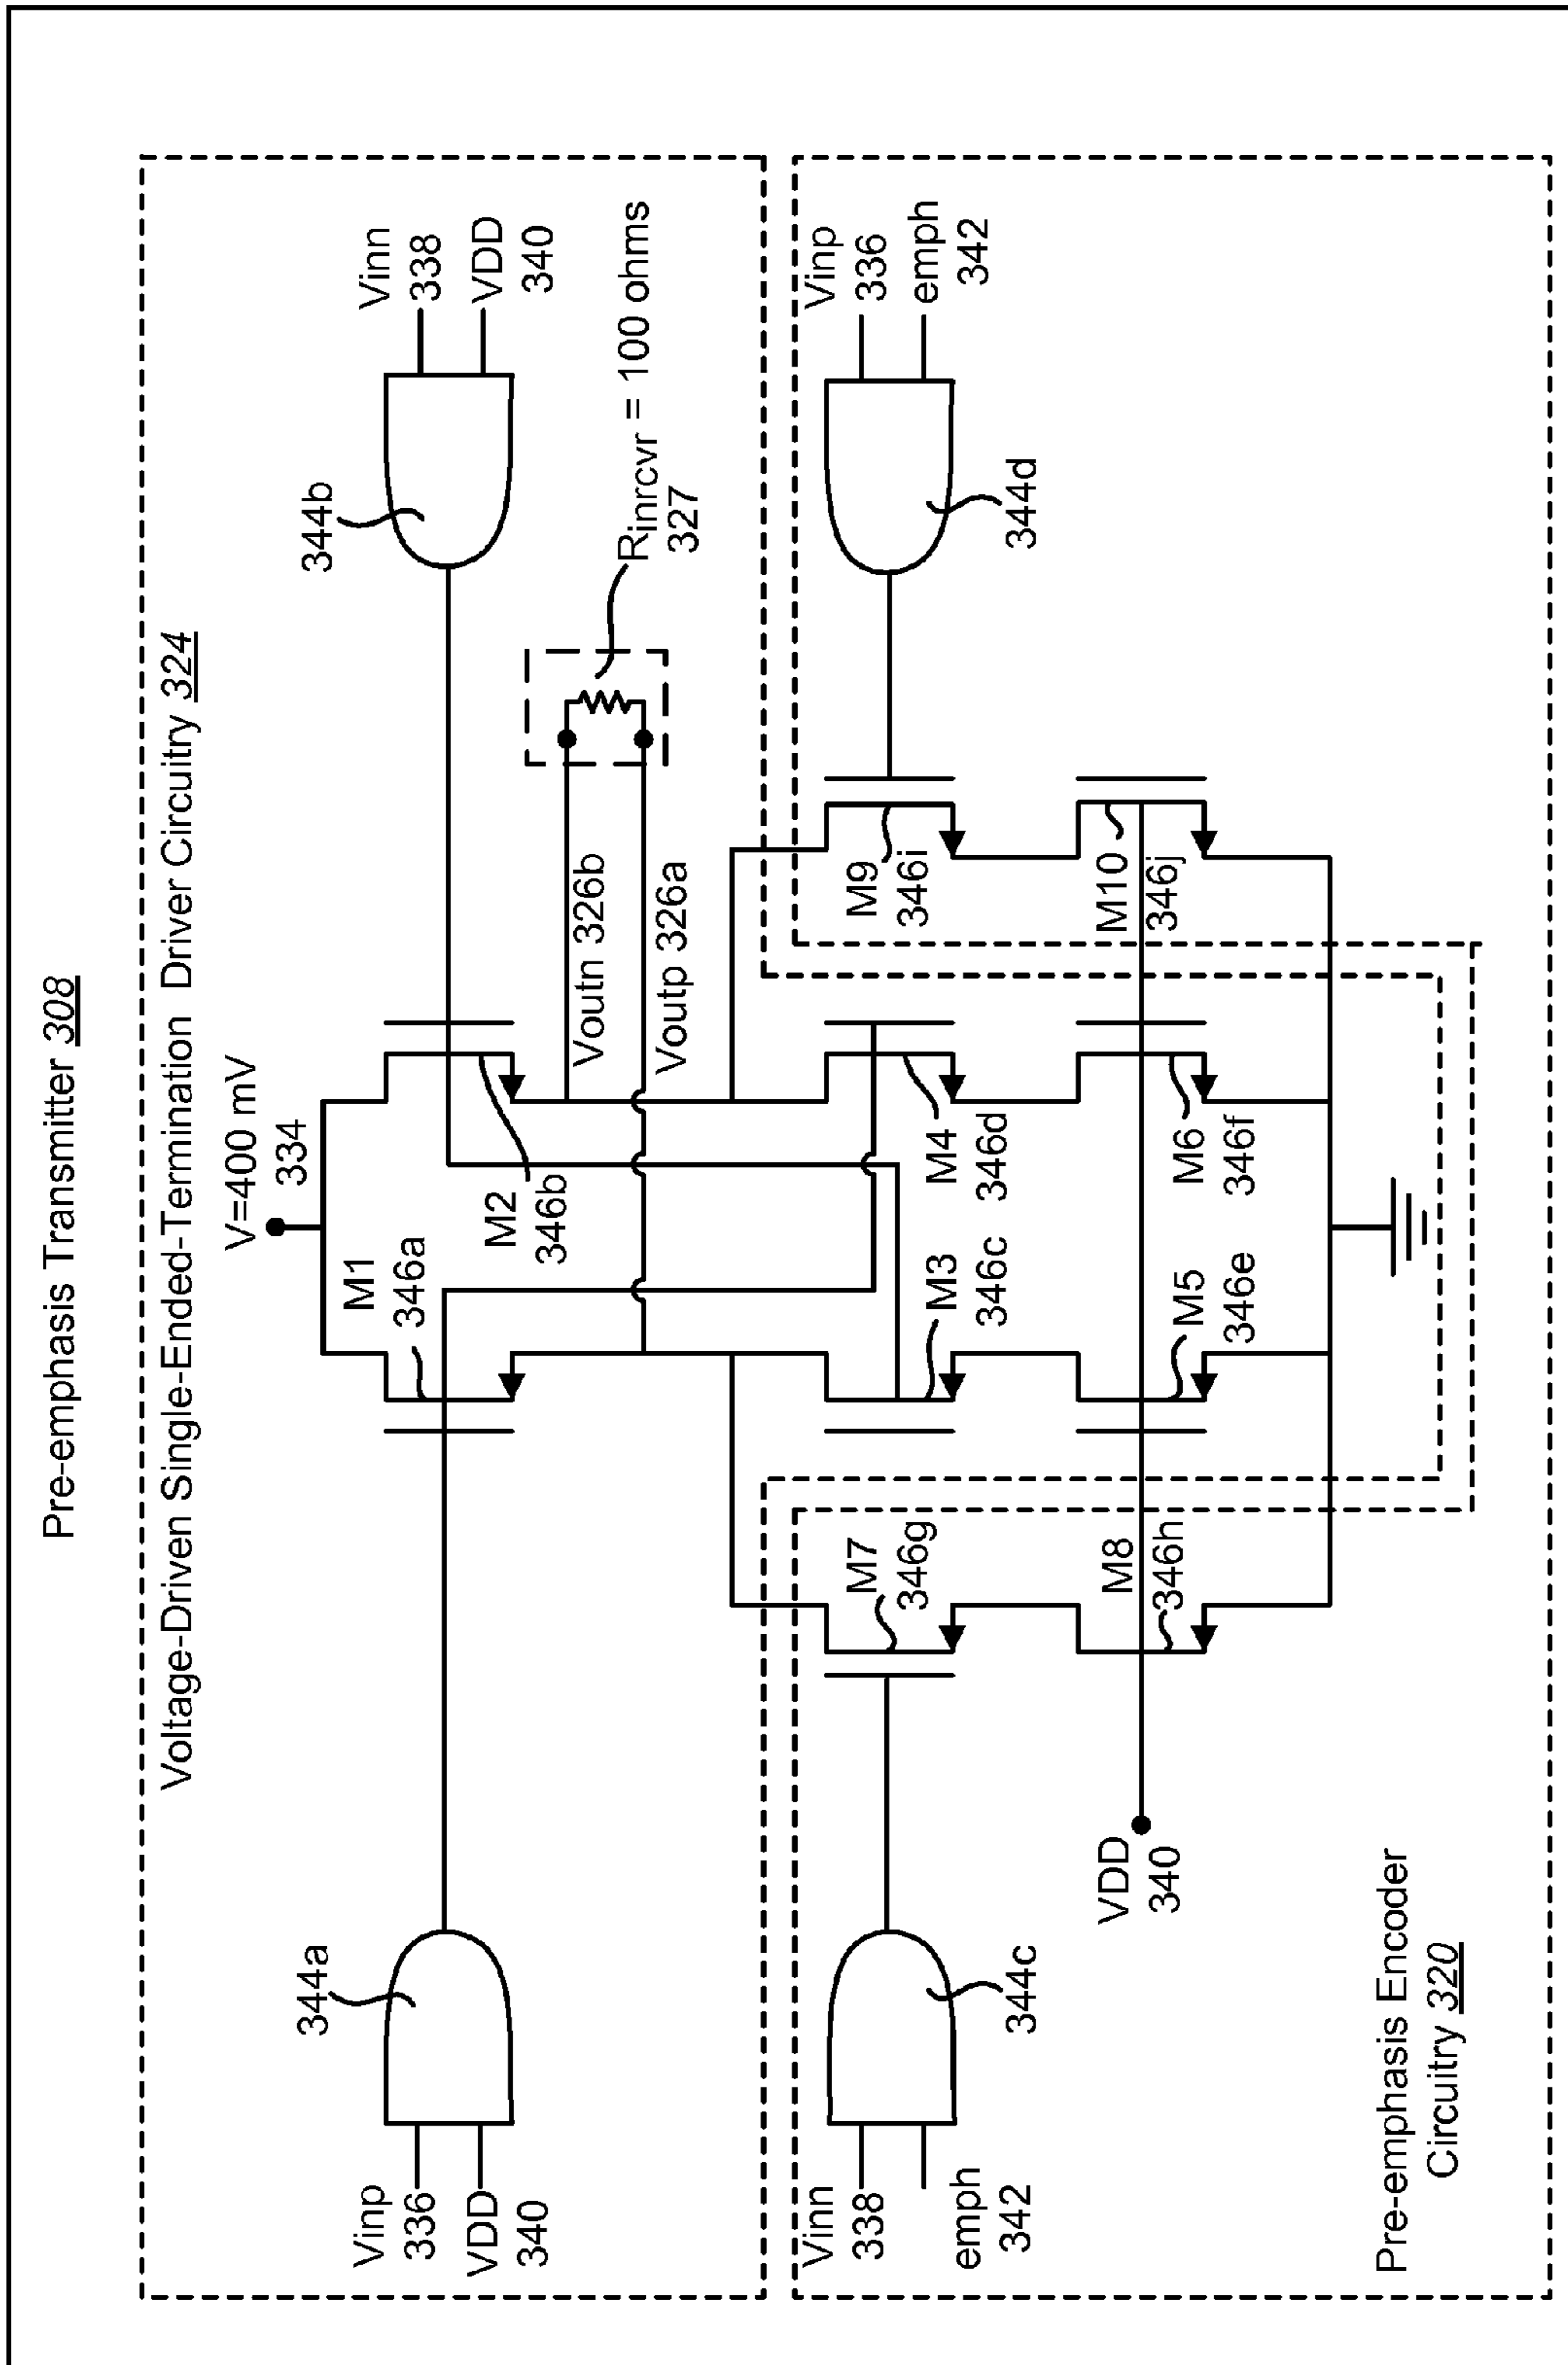 Pre-emphasis Transmitter 308
Voltage-Driven Single-Ended-Termination Driver Circuitry 324
V=400 mV
334
344a
Vinp
336
VDD
340
M1
346a
M2
346b
344b
Vinn
338
VDD
340
Voutn 326b
Voutp 326a
Rinrcvr = 100 ohms
327
Vinn
338
emph
342
344c
M7
346g
M3
346c
M4
346d
M9
346i
344d
Vinp
336
emph
342
VDD
340
M8
346h
M5
346e
M6
346f
M10
346j
Pre-emphasis Encoder
Circuitry 320